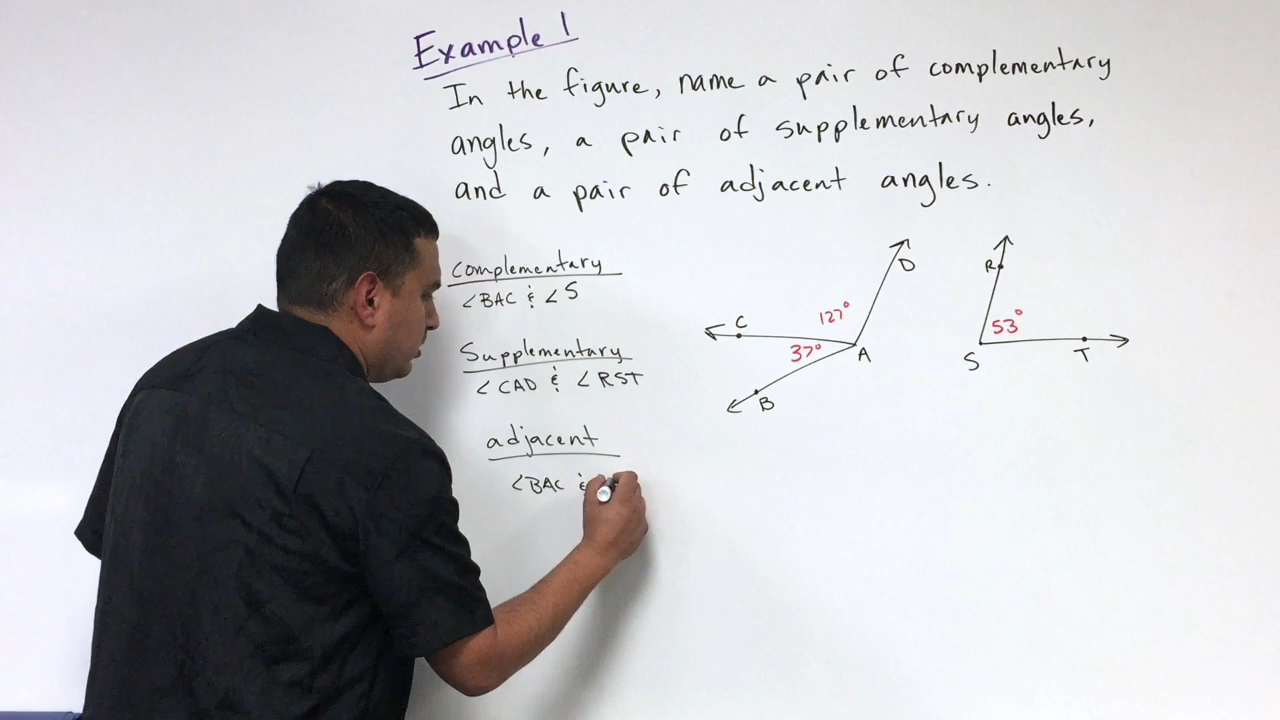 Example 1
In the figure, name a pair of complementary
angles, a pair of supplementary angles,
and a pair of adjacent angles.
complementary
∠BAC & ∠S
Supplementary
∠CAD & ∠RST
adjacent
∠BAC &
D
C
127°
37°
A
B
R
53°
S
T